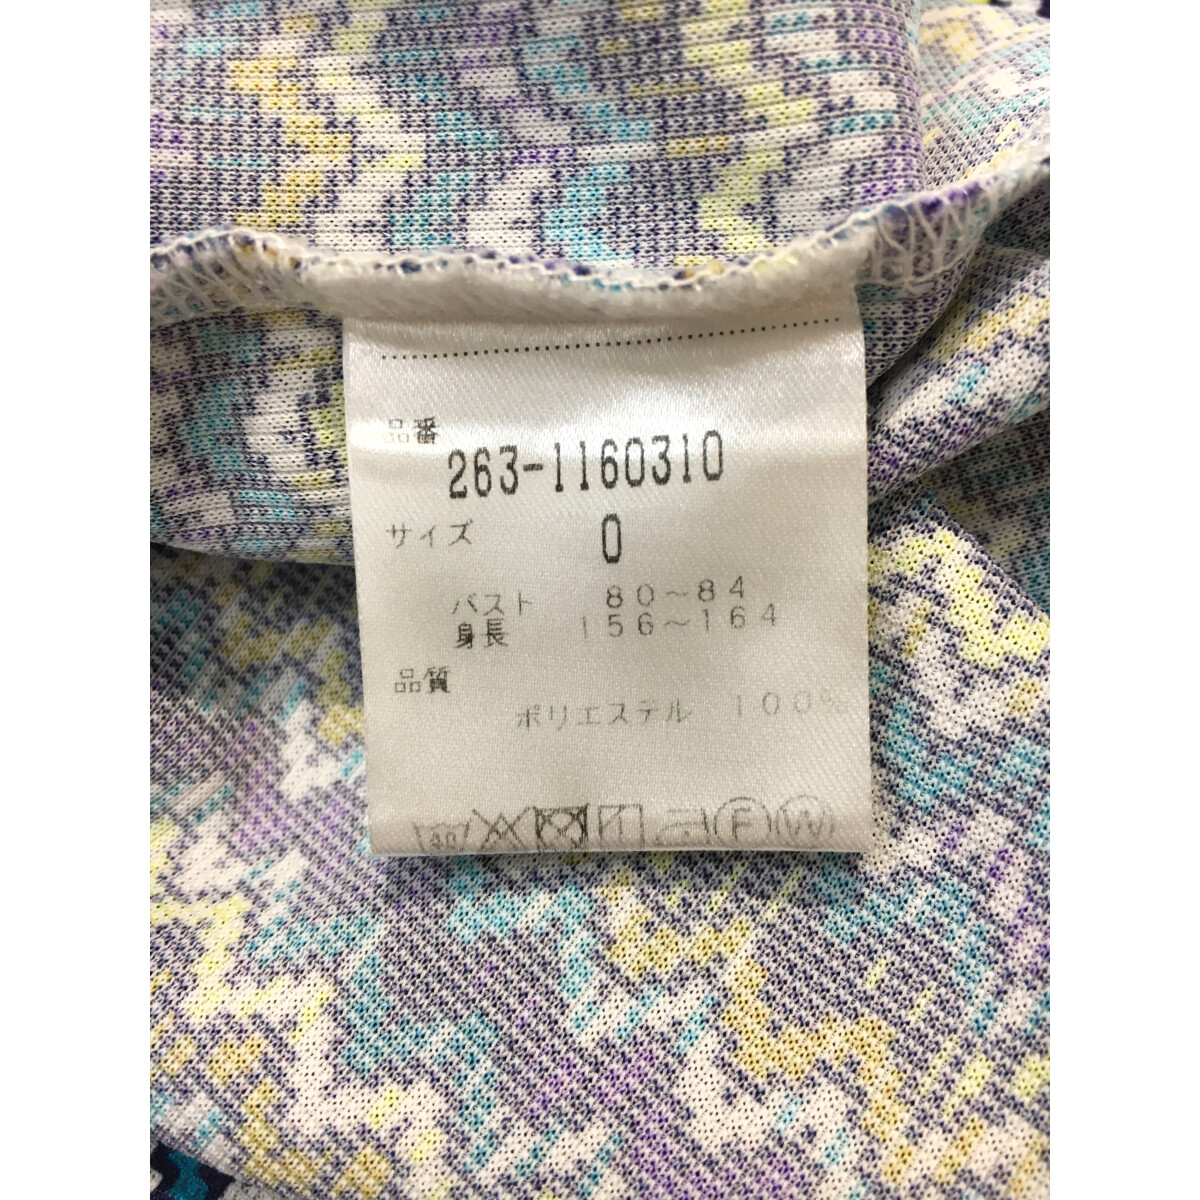 品番
263-1160310
サイズ 0
バスト 80～84
身長 156～164
品質
ポリエステル 100%
40 F W